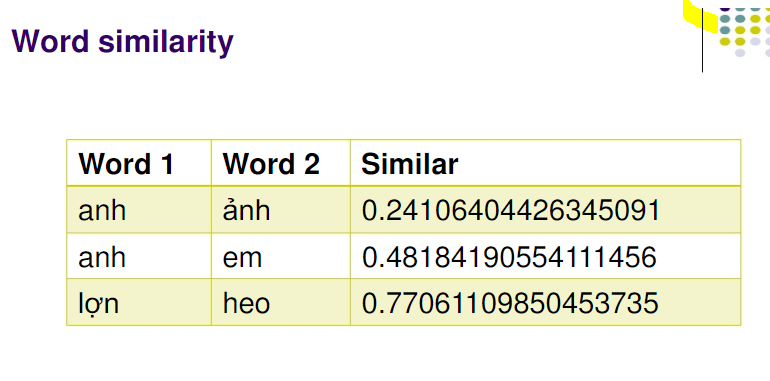 Word similarity
Word 1 Word 2 Similar
anh ảnh 0.24106404426345091
anh em 0.48184190554111456
lợn heo 0.77061109850453735